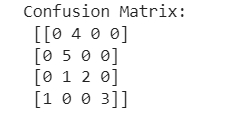 Confusion Matrix:
[[0 4 0 0]
[0 5 0 0]
[0 1 2 0]
[1 0 0 3]]